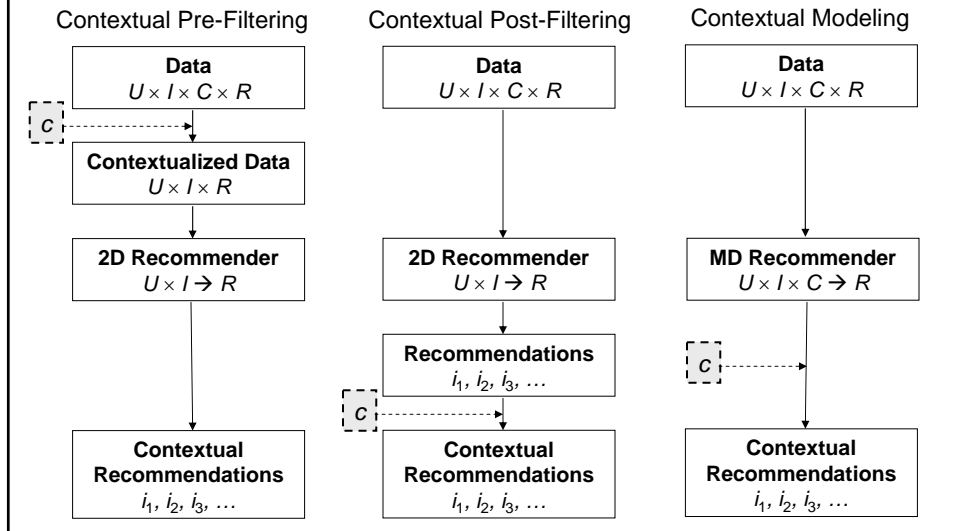 Contextual Pre-Filtering
Data
U × I × C × R
c
Contextualized Data
U × I × R
2D Recommender
U × I → R
Contextual
Recommendations
i₁, i₂, i₃, …
Contextual Post-Filtering
Data
U × I × C × R
2D Recommender
U × I → R
Recommendations
i₁, i₂, i₃, …
c
Contextual
Recommendations
i₁, i₂, i₃, …
Contextual Modeling
Data
U × I × C × R
MD Recommender
U × I × C → R
c
Contextual
Recommendations
i₁, i₂, i₃, …